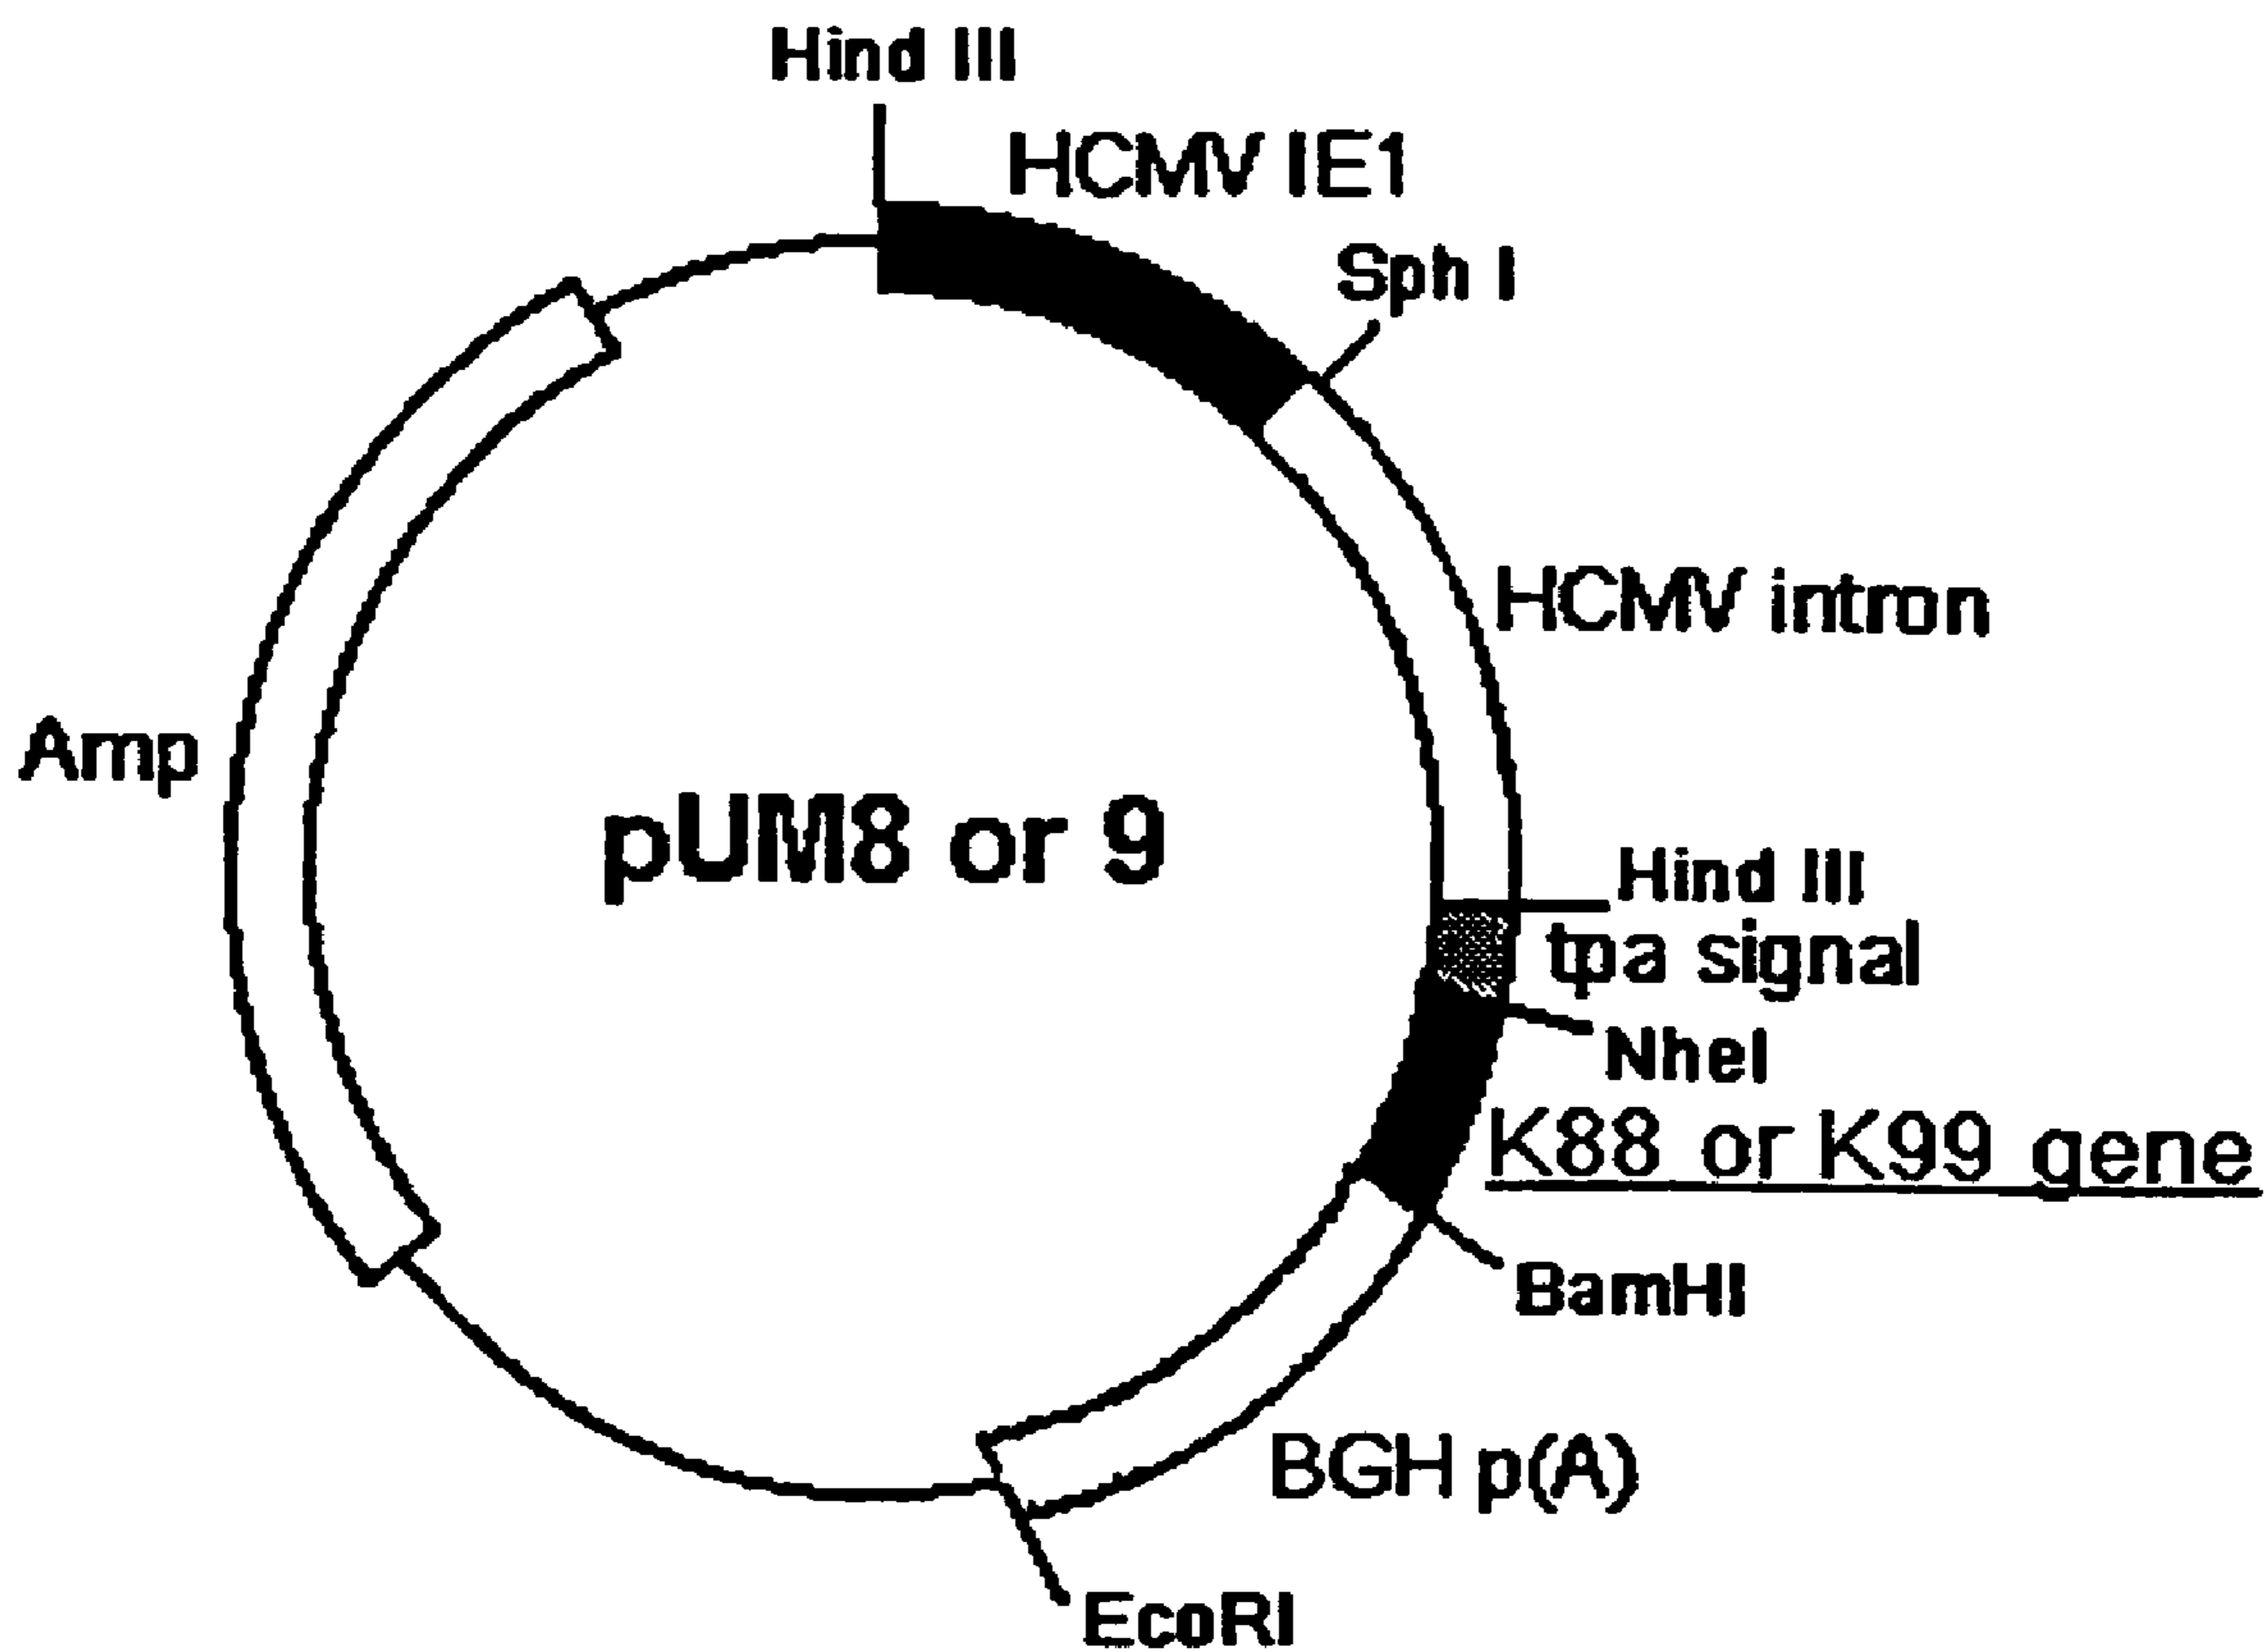 Hind III
HCMV IE1
Sph I
HCMV intron
Amp
pUM8 or 9
Hind III
tpa signal
NheI
K88 or K99 gene
BamHI
BGH p(A)
EcoRI